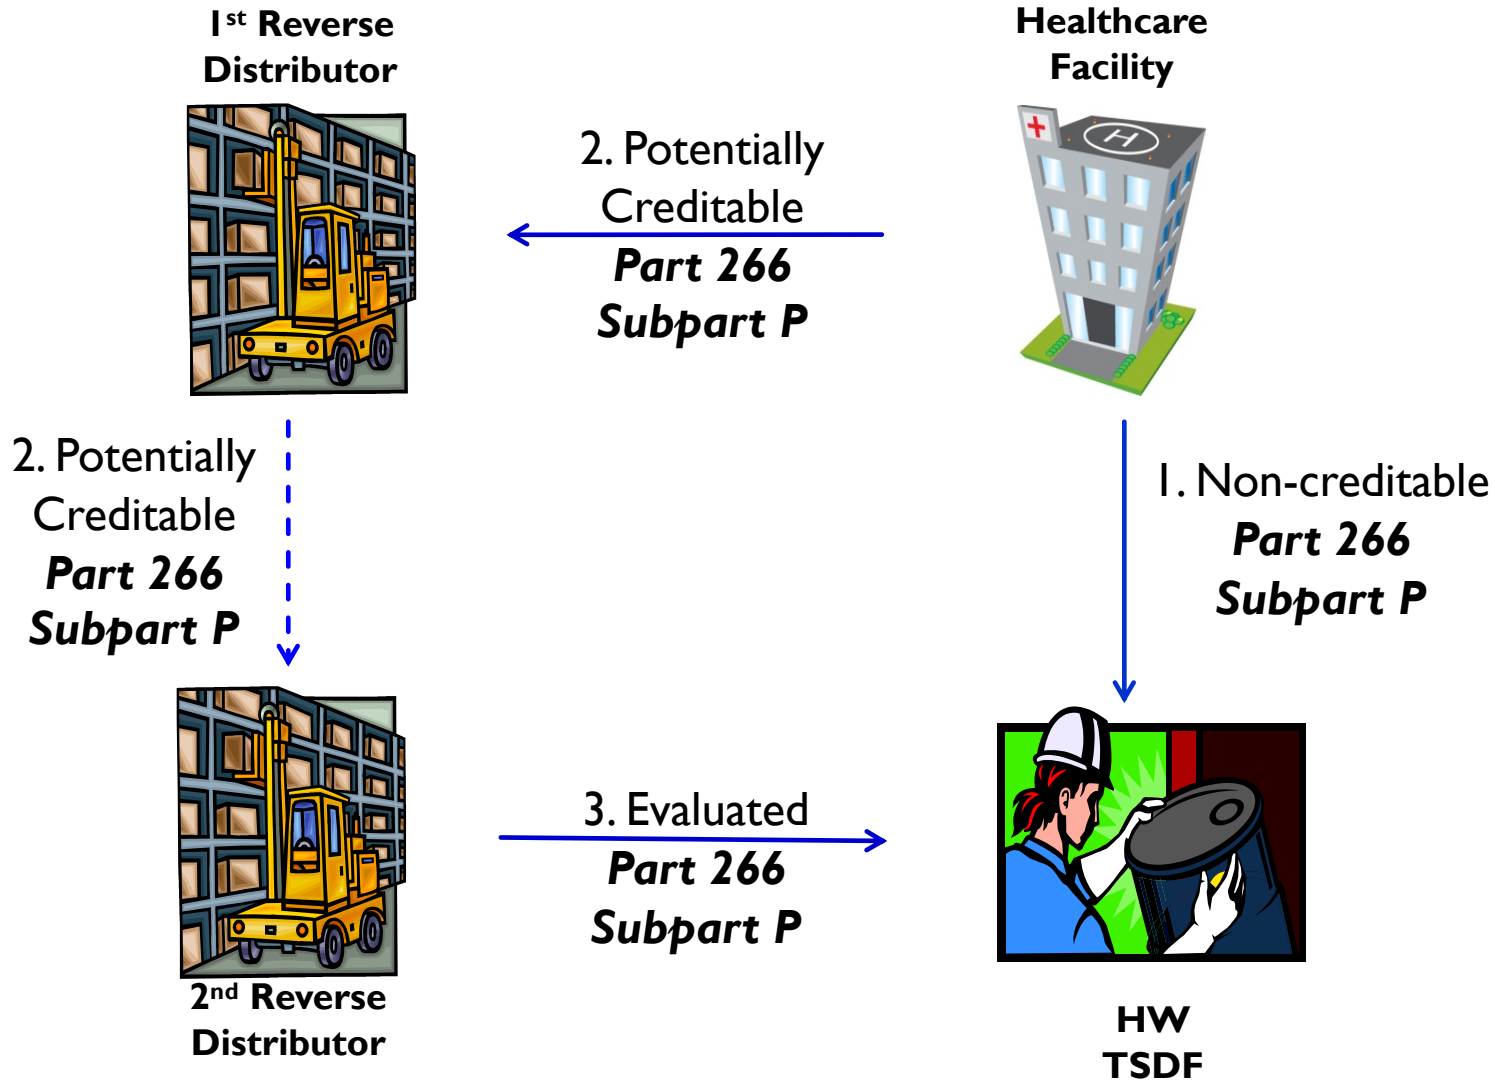 1st Reverse
Distributor
Healthcare
Facility
H
2. Potentially
Creditable
Part 266
Subpart P
2. Potentially
Creditable
Part 266
Subpart P
1. Non-creditable
Part 266
Subpart P
3. Evaluated
Part 266
Subpart P
2nd Reverse
Distributor
HW
TSDF